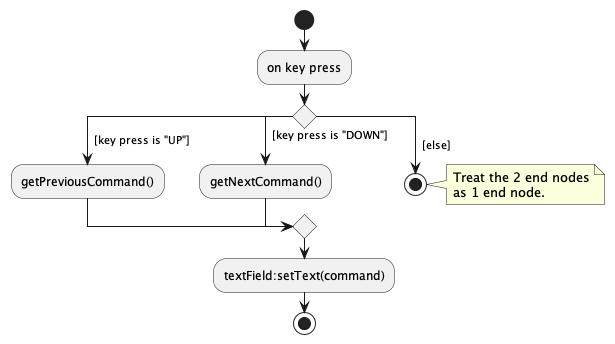 on key press
[key press is "UP"]
[key press is "DOWN"]
[else]
getPreviousCommand()
getNextCommand()
Treat the 2 end nodes
as 1 end node.
textField:setText(command)